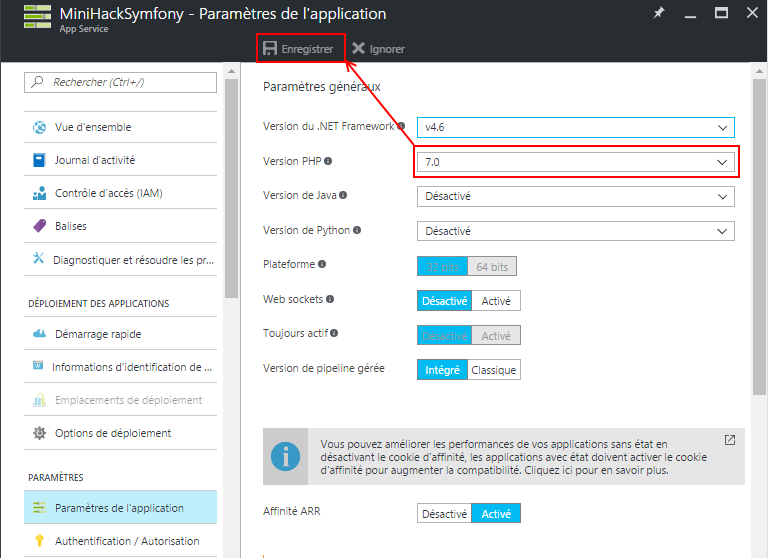 MiniHackSymfony - Paramètres de l'application
App Service
Enregistrer
Ignorer
Rechercher (Ctrl+/)
Vue d'ensemble
Journal d'activité
Contrôle d'accès (IAM)
Balises
Diagnostiquer et résoudre les pr...
DÉPLOIEMENT DES APPLICATIONS
Démarrage rapide
Informations d'identification de ...
Emplacements de déploiement
Options de déploiement
PARAMÈTRES
Paramètres de l'application
Authentification / Autorisation
Paramètres généraux
Version du .NET Framework
v4.6
Version PHP
7.0
Version de Java
Désactivé
Version de Python
Désactivé
Plateforme
32 bits
64 bits
Web sockets
Désactivé
Activé
Toujours actif
Désactivé
Activé
Version de pipeline gérée
Intégré
Classique
Vous pouvez améliorer les performances de vos applications sans état en
désactivant le cookie d'affinité, les applications avec état doivent activer le cookie
d'affinité pour augmenter la compatibilité. Cliquez ici pour en savoir plus.
Affinité ARR
Désactivé
Activé